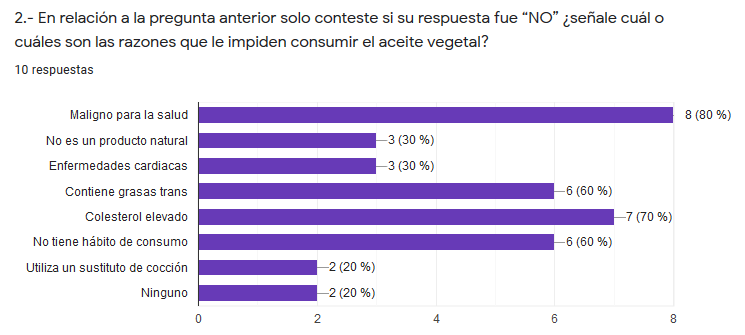 2.- En relación a la pregunta anterior solo conteste si su respuesta fue “NO” ¿señale cuál o
cuáles son las razones que le impiden consumir el aceite vegetal?
10 respuestas
Maligno para la salud 8 (80 %)
No es un producto natural 3 (30 %)
Enfermedades cardiacas 3 (30 %)
Contiene grasas trans 6 (60 %)
Colesterol elevado 7 (70 %)
No tiene hábito de consumo 6 (60 %)
Utiliza un sustituto de cocción 2 (20 %)
Ninguno 2 (20 %)
0 2 4 6 8